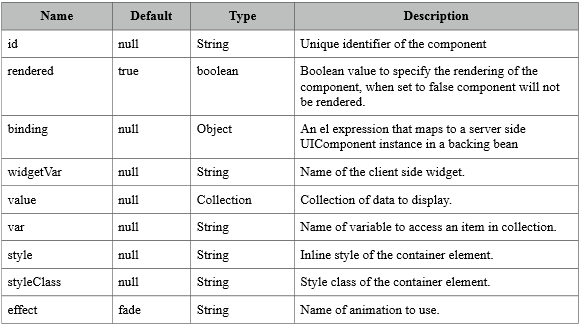 Name Default Type Description
id null String Unique identifier of the component
rendered true boolean Boolean value to specify the rendering of the
component, when set to false component will not
be rendered.
binding null Object An el expression that maps to a server side
UIComponent instance in a backing bean
widgetVar null String Name of the client side widget.
value null Collection Collection of data to display.
var null String Name of variable to access an item in collection.
style null String Inline style of the container element.
styleClass null String Style class of the container element.
effect fade String Name of animation to use.